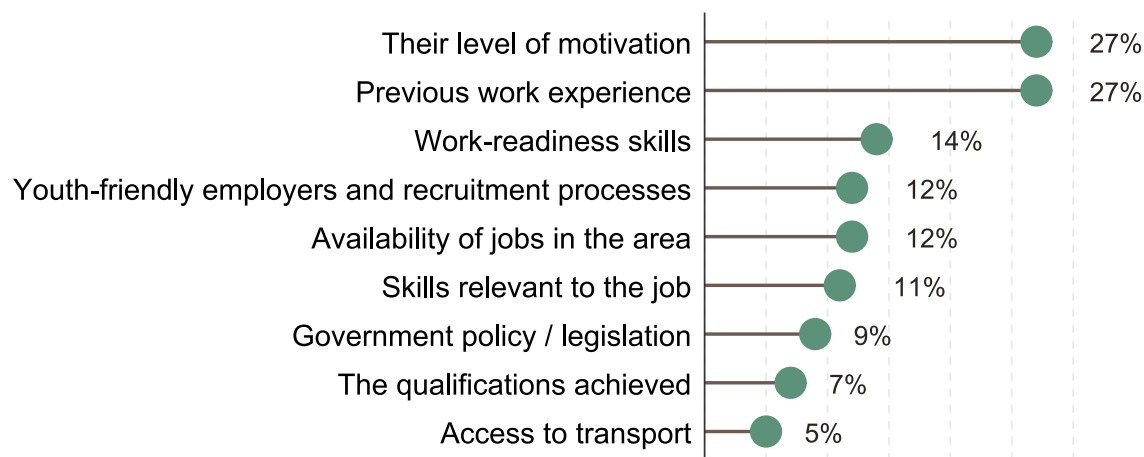 Their level of motivation 27%
Previous work experience 27%
Work-readiness skills 14%
Youth-friendly employers and recruitment processes 12%
Availability of jobs in the area 12%
Skills relevant to the job 11%
Government policy / legislation 9%
The qualifications achieved 7%
Access to transport 5%